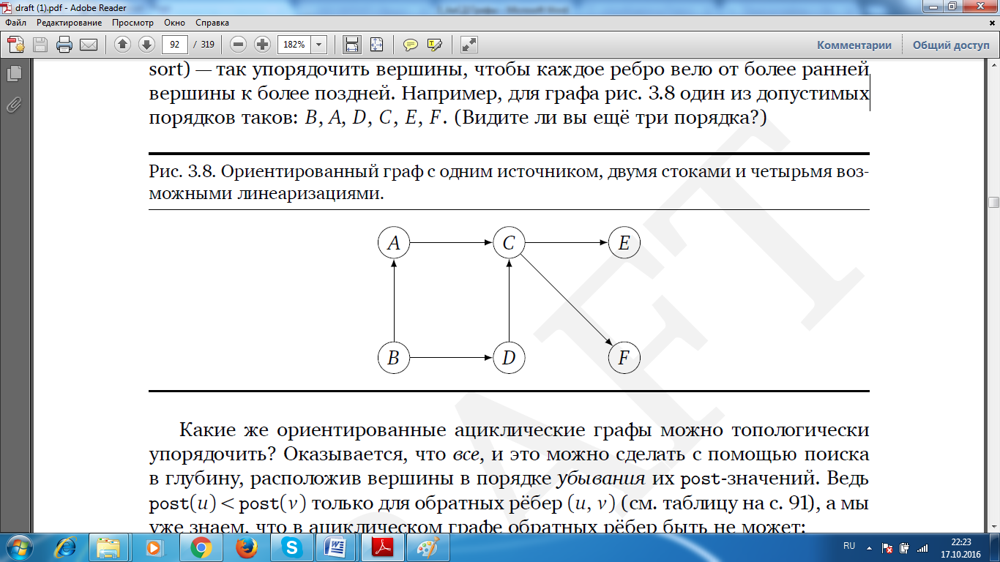 draft (1).pdf - Adobe Reader
Файл Редактирование Просмотр Окно Справка
92 / 319 182% Комментарии Общий доступ
sort) — так упорядочить вершины, чтобы каждое ребро вело от более ранней
вершины к более поздней. Например, для графа рис. 3.8 один из допустимых
порядков таков: B, A, D, C, E, F. (Видите ли вы ещё три порядка?)
Рис. 3.8. Ориентированный граф с одним источником, двумя стоками и четырьмя воз-
можными линеаризациями.
A C E
B D F
Какие же ориентированные ациклические графы можно топологически
упорядочить? Оказывается, что все, и это можно сделать с помощью поиска
в глубину, расположив вершины в порядке убывания их post-значений. Ведь
post(u) < post(v) только для обратных рёбер (u, v) (см. таблицу на с. 91), а мы
уже знаем, что в ациклическом графе обратных рёбер быть не может:
RU 22:23
17.10.2016